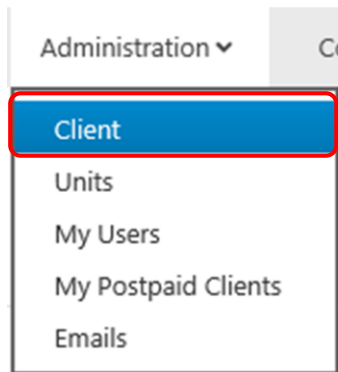 Administration
Client
Units
My Users
My Postpaid Clients
Emails